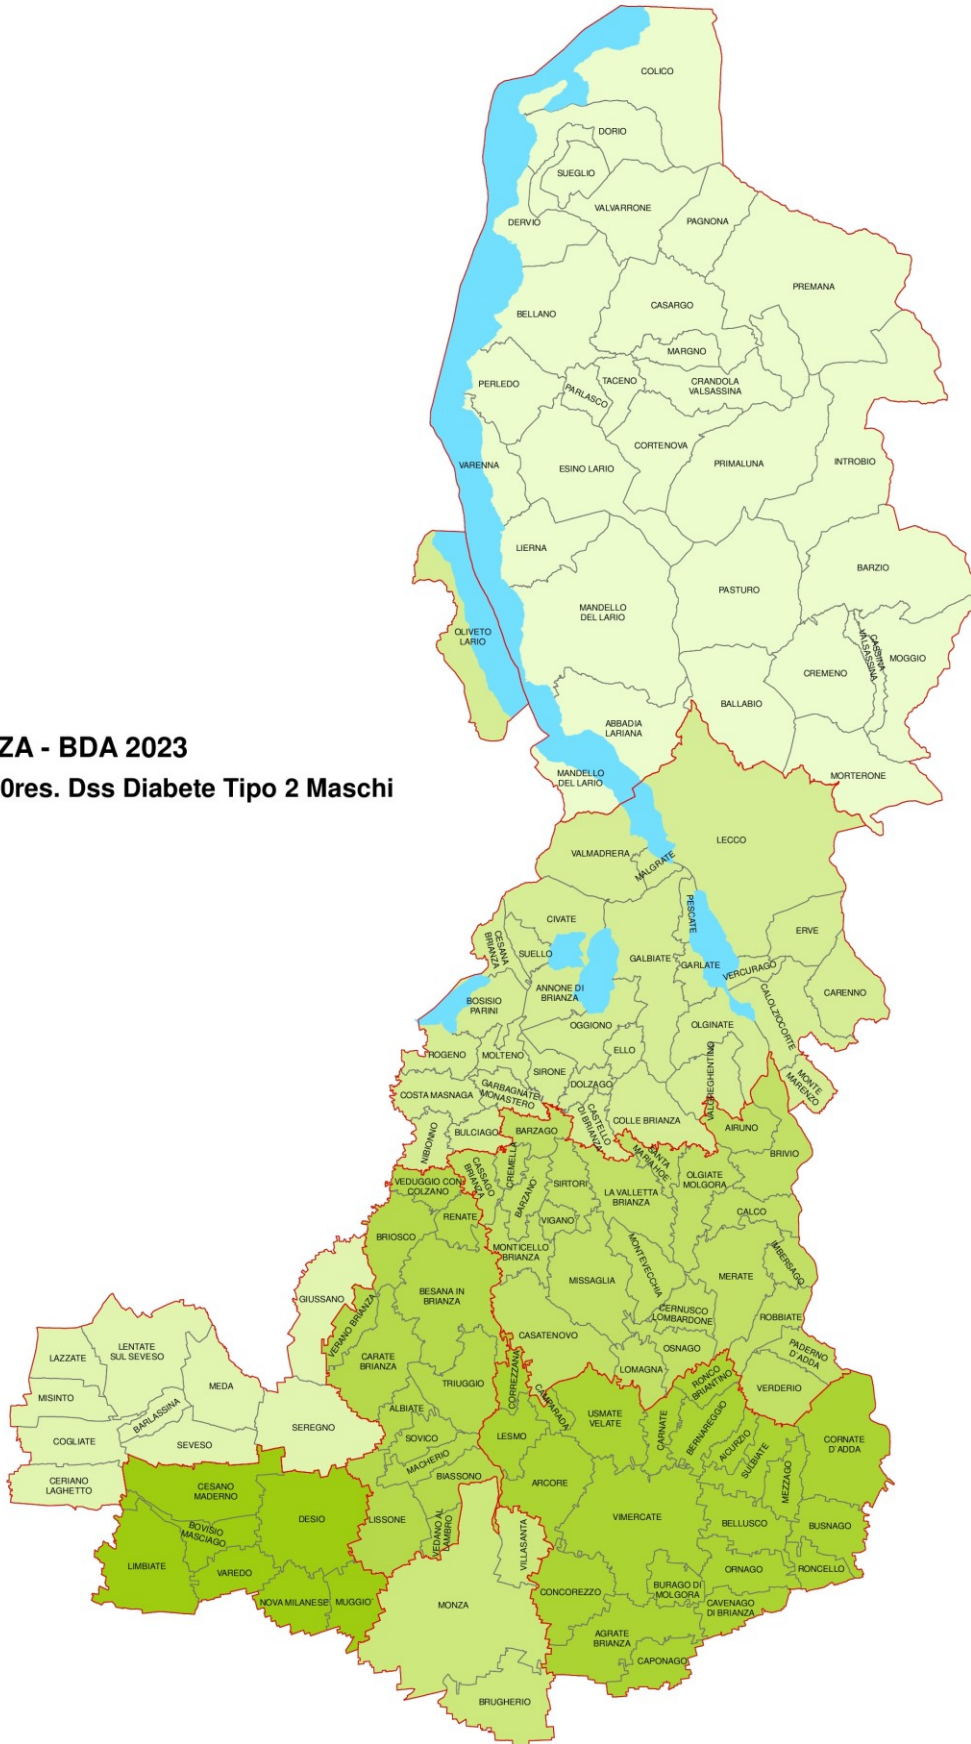 COLICO
DORIO
SUEGLIO
VALVARRONE
PAGNONA
DERVIO
PREMANA
CASARGO
BELLANO
MARGNO
PERLEDO
PARLASCO
TACENO
CRANDOLA
VALSASSINA
CORTENOVA
VARENNA
ESINO LARIO
PRIMALUNA
INTROBIO
LIERNA
BARZIO
PASTURO
MANDELLO
DEL LARIO
OLIVETO
LARIO
CREMENO
CASSINA
VALSASSINA
MOGGIO
BALLABIO
ABBADIA
LARIANA
ZA - BDA 2023
0res. Dss Diabete Tipo 2 Maschi
MANDELLO
DEL LARIO
MORTERONE
LECCO
VALMADRERA
MALGRATE
PESCATE
CIVATE
ERVE
CESANA
BRIANZA
SUELLO
GALBIATE
GARLATE
VERCURAGO
CARENNO
ANNONE DI
BRIANZA
BOSISIO
PARINI
CALOLZIOCORTE
OGGIONO
OLGINATE
ROGENO
MOLTENO
ELLO
VALGREGHENTINO
SIRONE
DOLZAGO
MONTE
MARENZO
COSTA MASNAGA
GARBAGNATE
MONASTERO
CASTELLO
DI BRIANZA
COLLE BRIANZA
NIBIONNO
BULCIAGO
BARZAGO
AIRUNO
SANTA
MARIA HOE
BRIVIO
CASSAGO
BRIANZA
CREMELLA
BARZANO'
SIRTORI
LA VALLETTA
BRIANZA
OLGIATE
MOLGORA
VEDUGGIO CON
COLZANO
RENATE
VIGANO
CALCO
BRIOSCO
MONTICELLO
BRIANZA
MONTEVECCHIA
IMBERSAGO
MISSAGLIA
MERATE
GIUSSANO
VERANO BRIANZA
BESANA IN
BRIANZA
CERNUSCO
LOMBARDONE
ROBBIATE
CASATENOVO
OSNAGO
PADERNO
D'ADDA
LAZZATE
LENTATE
SUL SEVESO
CARATE
BRIANZA
LOMAGNA
RONCO
BRIANTINO
VERDERIO
MEDA
TRIUGGIO
CORREZZANA
CAMPARADA
MISINTO
BARLASSINA
ALBIATE
USMATE
VELATE
CARNATE
BERNAREGGIO
AICURZIO
SULBIATE
CORNATE
D'ADDA
SEREGNO
SOVICO
LESMO
COGLIATE
SEVESO
MACHERIO
BIASSONO
MEZZAGO
CERIANO
LAGHETTO
CESANO
MADERNO
ARCORE
DESIO
LISSONE
VEDANO AL
LAMBRO
VILLASANTA
VIMERCATE
BELLUSCO
BUSNAGO
BOVISIO
MASCIAGO
LIMBIATE
VAREDO
ORNAGO
RONCELLO
CONCOREZZO
BURAGO DI
MOLGORA
NOVA MILANESE
MUGGIO'
MONZA
CAVENAGO
DI BRIANZA
AGRATE
BRIANZA
CAPONAGO
BRUGHERIO